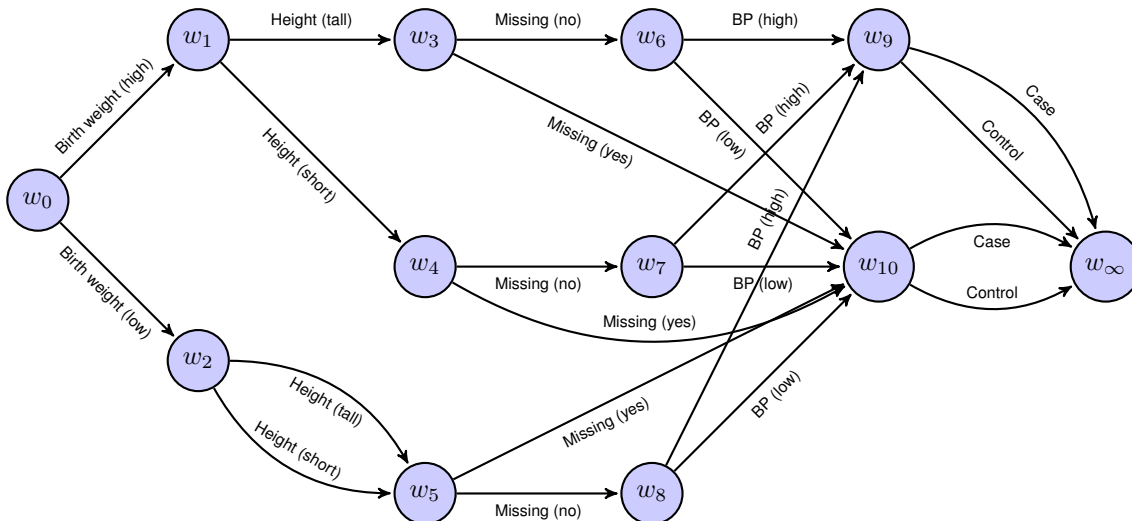 w₁
Height (tall)
w₃
Missing (no)
w₆
BP (high)
w₉
Birth weight (high)
Height (short)
Missing (yes)
BP (low)
BP (high)
Case
Control
w₀
BP (high)
Birth weight (low)
w₄
Missing (no)
w₇
BP (low)
w₁₀
Case
Control
w∞
Missing (yes)
w₂
Height (tall)
Height (short)
Missing (yes)
BP (low)
w₅
Missing (no)
w₈